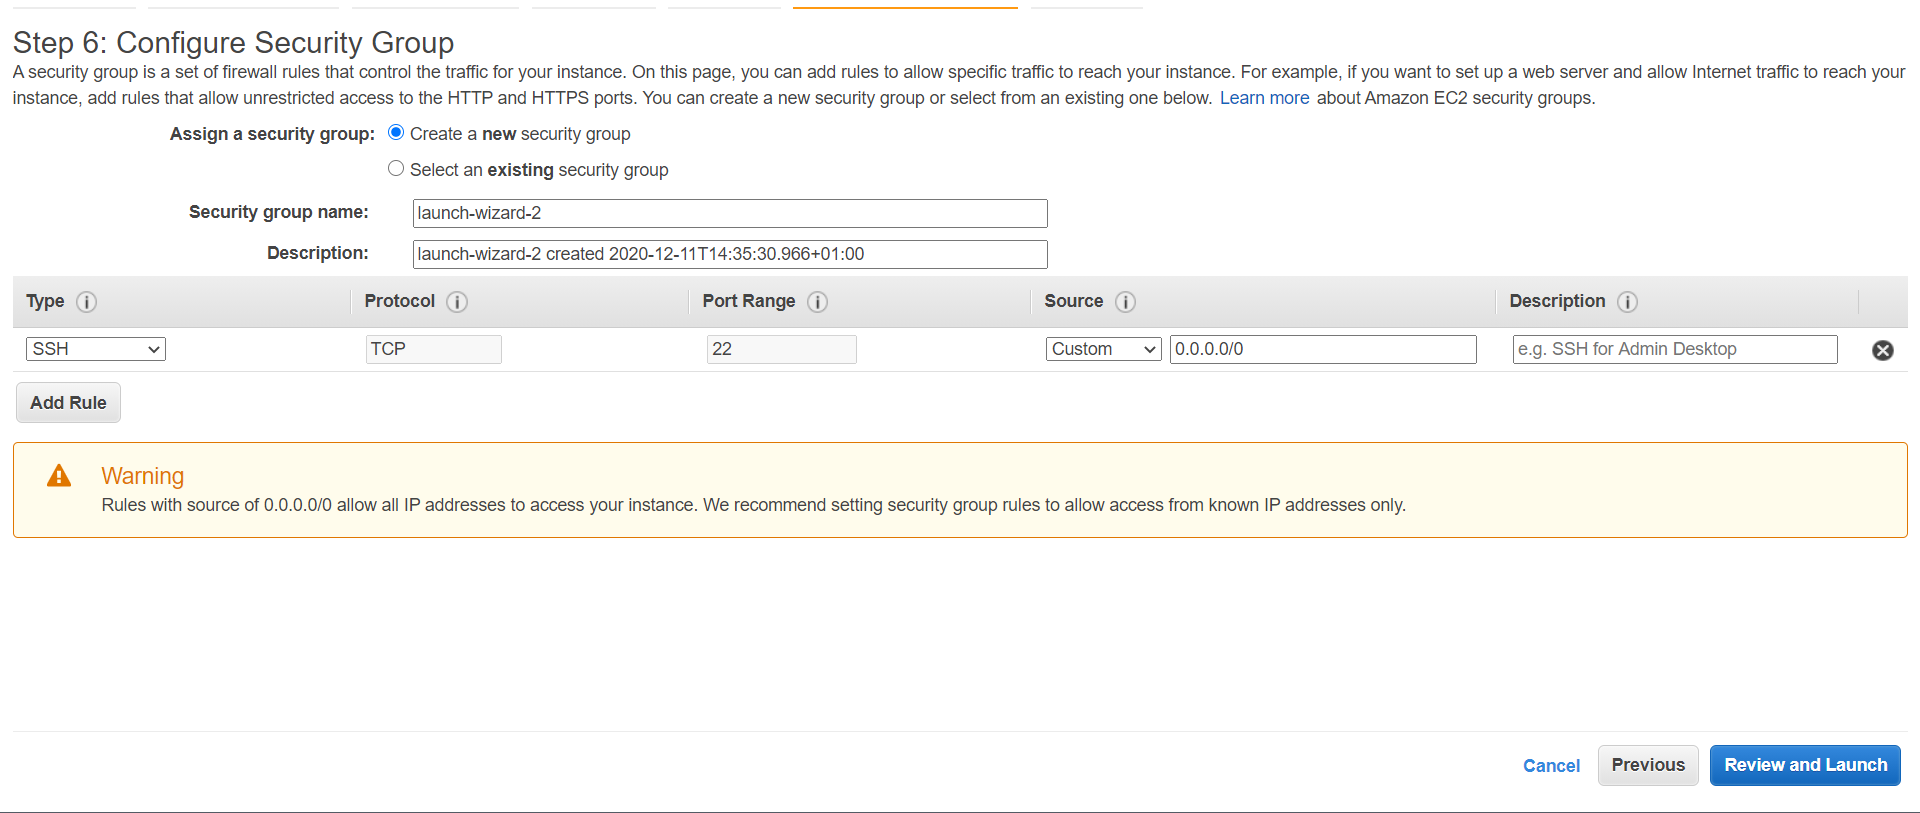 Step 6: Configure Security Group
A security group is a set of firewall rules that control the traffic for your instance. On this page, you can add rules to allow specific traffic to reach your instance. For example, if you want to set up a web server and allow Internet traffic to reach your
instance, add rules that allow unrestricted access to the HTTP and HTTPS ports. You can create a new security group or select from an existing one below. Learn more about Amazon EC2 security groups.
Assign a security group: Create a new security group
Select an existing security group
Security group name: launch-wizard-2
Description: launch-wizard-2 created 2020-12-11T14:35:30.966+01:00
Type i Protocol i Port Range i Source i Description i
SSH TCP 22 Custom 0.0.0.0/0 e.g. SSH for Admin Desktop
Add Rule
Warning
Rules with source of 0.0.0.0/0 allow all IP addresses to access your instance. We recommend setting security group rules to allow access from known IP addresses only.
Cancel Previous Review and Launch